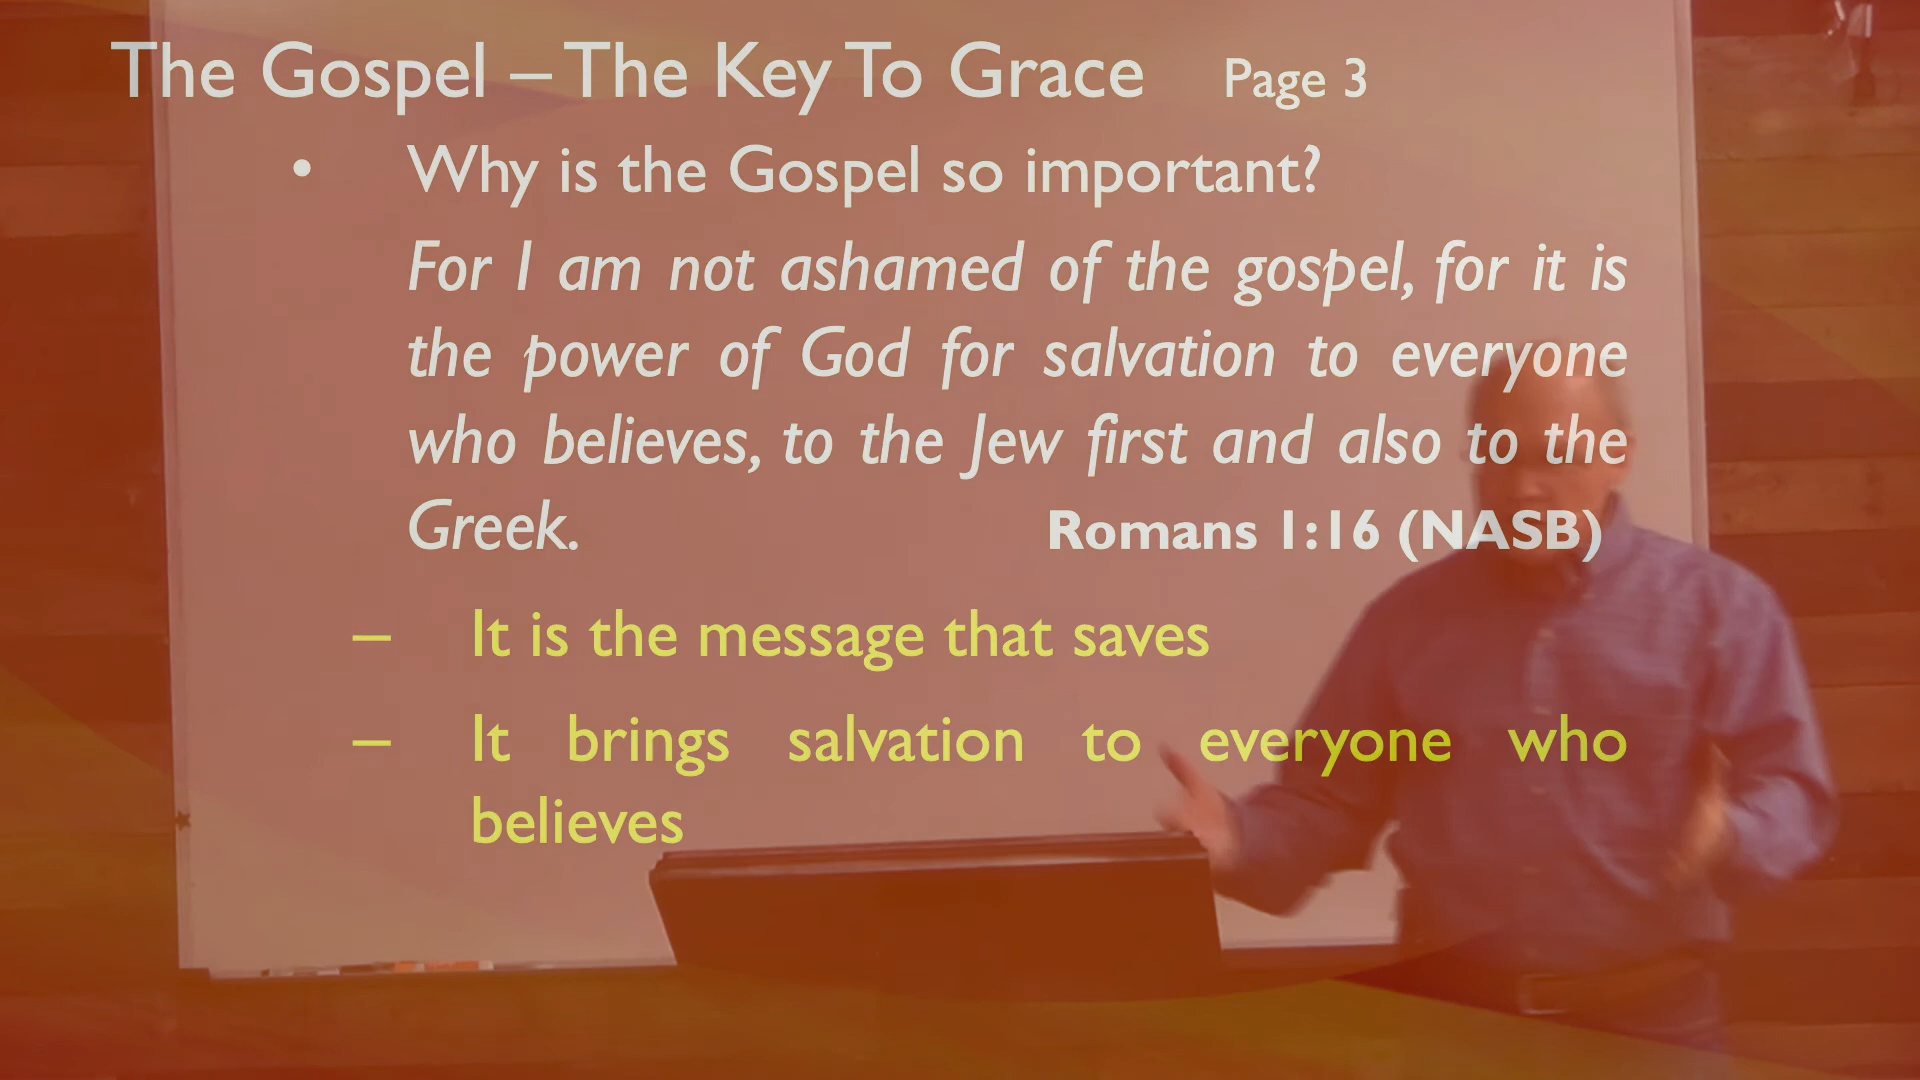 The Gospel – The Key To Grace Page 3
• Why is the Gospel so important?
For I am not ashamed of the gospel, for it is
the power of God for salvation to everyone
who believes, to the Jew first and also to the
Greek. Romans 1:16 (NASB)
– It is the message that saves
– It brings salvation to everyone who
believes